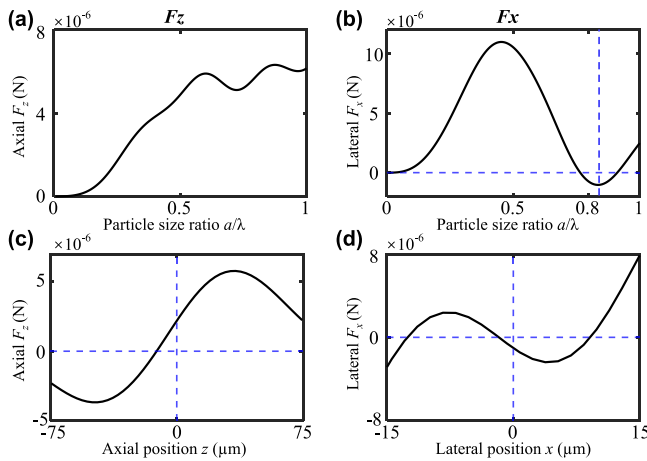 (a)
Fz
×10⁻⁶
8
4
0
Axial Fz (N)
0
0.5
1
Particle size ratio a/λ
(b)
Fx
×10⁻⁶
10
5
0
Lateral Fx (N)
0
0.5
0.8
1
Particle size ratio a/λ
(c)
×10⁻⁶
5
0
-5
Axial Fz (N)
-75
0
75
Axial position z (µm)
(d)
×10⁻⁶
8
0
-8
Lateral Fx (N)
-15
0
15
Lateral position x (µm)